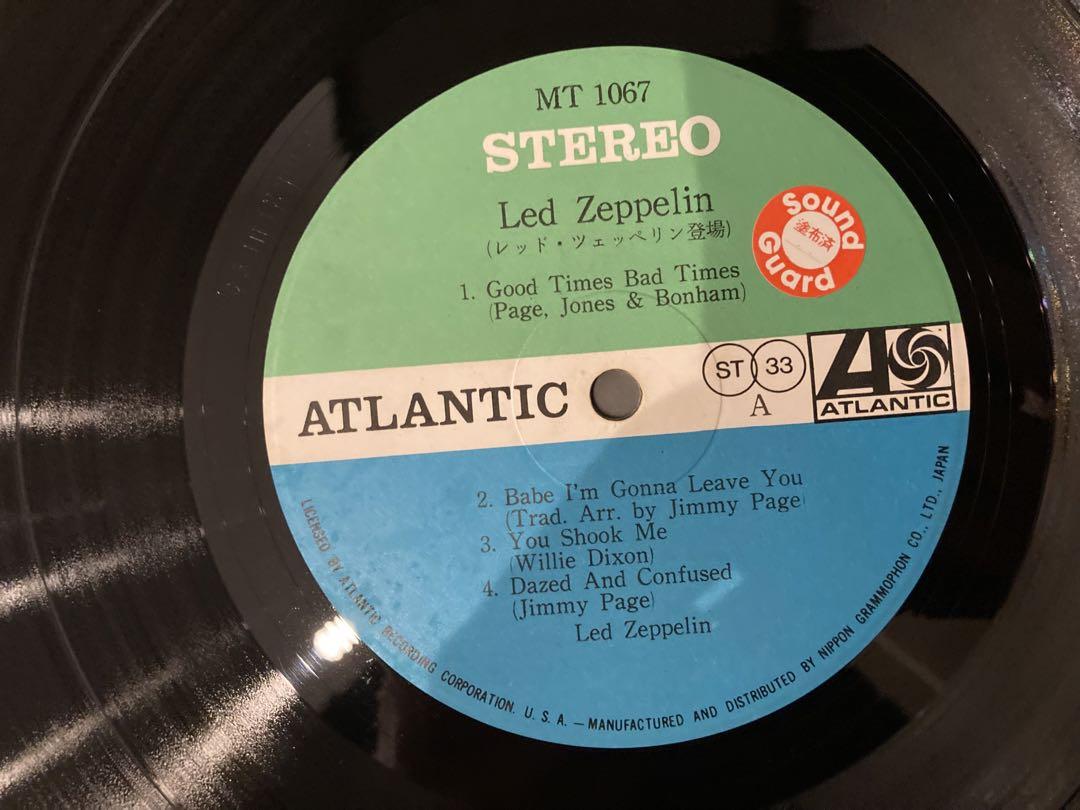 MT 1067
STEREO
Led Zeppelin
(レッド・ツェッペリン登場)
Sound
塗布済
Guard
1. Good Times Bad Times
(Page, Jones & Bonham)
ATLANTIC
ST 33
A
ATLANTIC
2. Babe I'm Gonna Leave You
(Trad. Arr. by Jimmy Page)
3. You Shook Me
(Willie Dixon)
4. Dazed And Confused
(Jimmy Page)
Led Zeppelin
LICENSED BY ATLANTIC RECORDING CORPORATION. U. S. A. — MANUFACTURED AND DISTRIBUTED BY NIPPON GRAMMOPHON CO., LTD., JAPAN